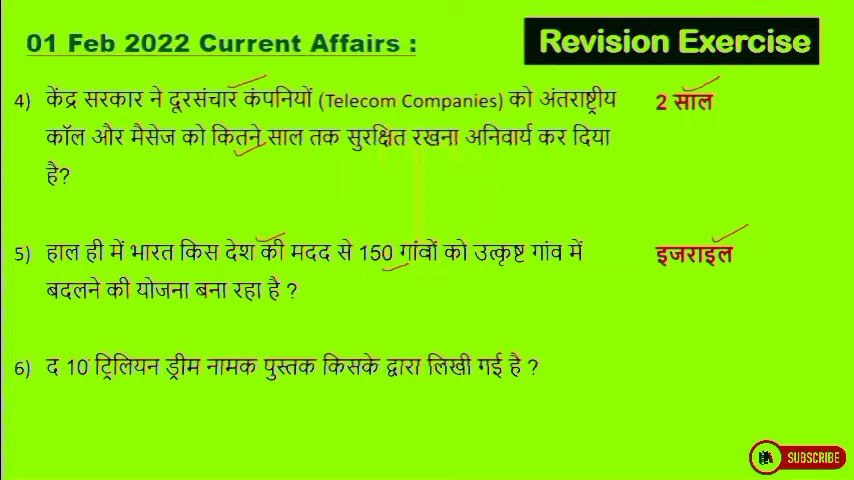 01 Feb 2022 Current Affairs :
Revision Exercise
4) केंद्र सरकार ने दूरसंचार कंपनियों (Telecom Companies) को अंतराष्ट्रीय
2 साल
कॉल और मैसेज को कितने साल तक सुरक्षित रखना अनिवार्य कर दिया
है?
5) हाल ही में भारत किस देश की मदद से 150 गांवों को उत्कृष्ट गांव में
इजराइल
बदलने की योजना बना रहा है ?
6) द 10 ट्रिलियन ड्रीम नामक पुस्तक किसके द्वारा लिखी गई है ?
SUBSCRIBE